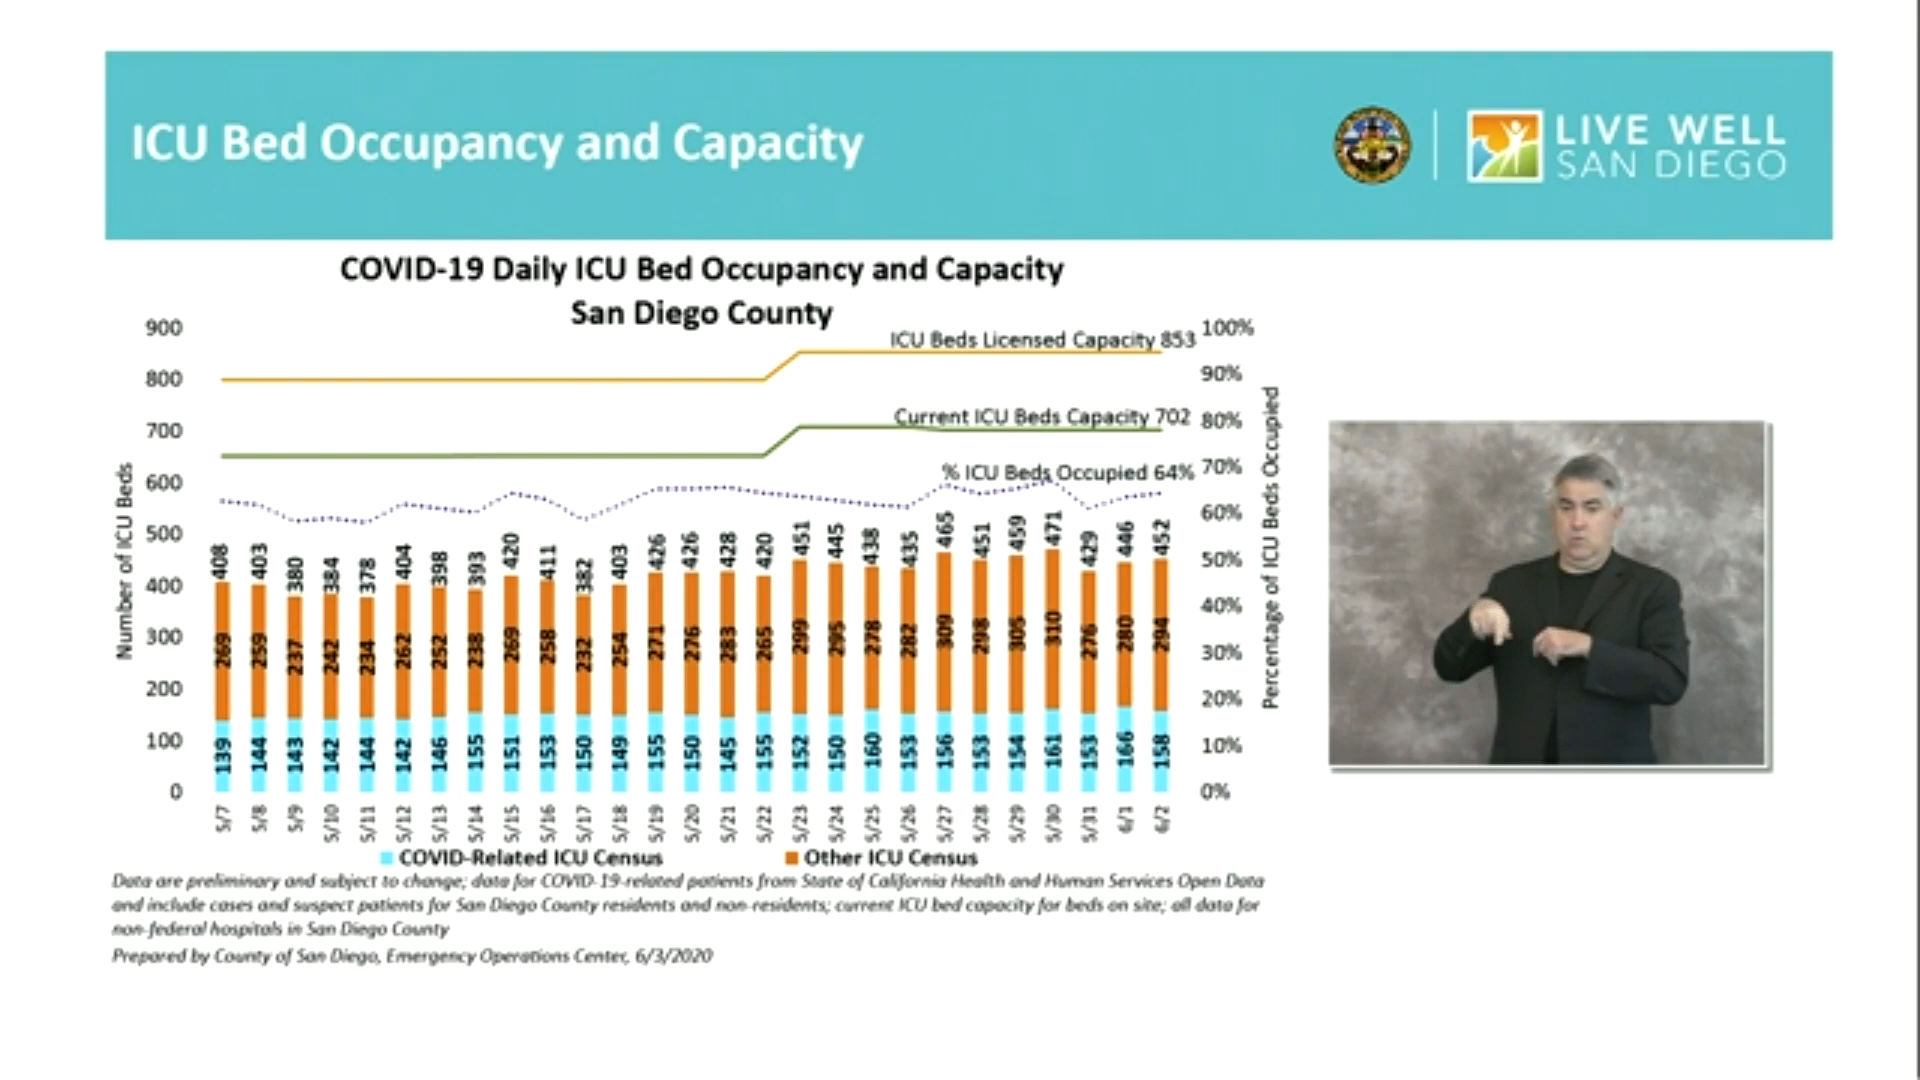 ICU Bed Occupancy and Capacity
LIVE WELL
SAN DIEGO
COVID-19 Daily ICU Bed Occupancy and Capacity
San Diego County
Number of ICU Beds
900
800
700
600
500
400
300
200
100
0
ICU Beds Licensed Capacity 853
Current ICU Beds Capacity 702
% ICU Beds Occupied 64%
408 403 380 384 378 404 398 393 420 411 382 403 426 426 428 420 451 445 438 435 465 451 459 471 429 446 452
269 259 237 242 234 262 252 238 269 258 232 254 271 276 283 265 299 295 278 282 309 298 305 310 276 280 294
139 144 143 142 144 142 146 155 151 153 150 149 155 150 145 155 152 150 160 153 156 153 154 161 153 166 158
5/7 5/8 5/9 5/10 5/11 5/12 5/13 5/14 5/15 5/16 5/17 5/18 5/19 5/20 5/21 5/22 5/23 5/24 5/25 5/26 5/27 5/28 5/29 5/30 5/31 6/1 6/2
100%
90%
80%
70%
60%
50%
40%
30%
20%
10%
0%
Percentage of ICU Beds Occupied
COVID-Related ICU Census
Other ICU Census
Data are preliminary and subject to change; data for COVID-19-related patients from State of California Health and Human Services Open Data
and include cases and suspect patients for San Diego County residents and non-residents; current ICU bed capacity for beds on site; all data for
non-federal hospitals in San Diego County
Prepared by County of San Diego, Emergency Operations Center, 6/3/2020